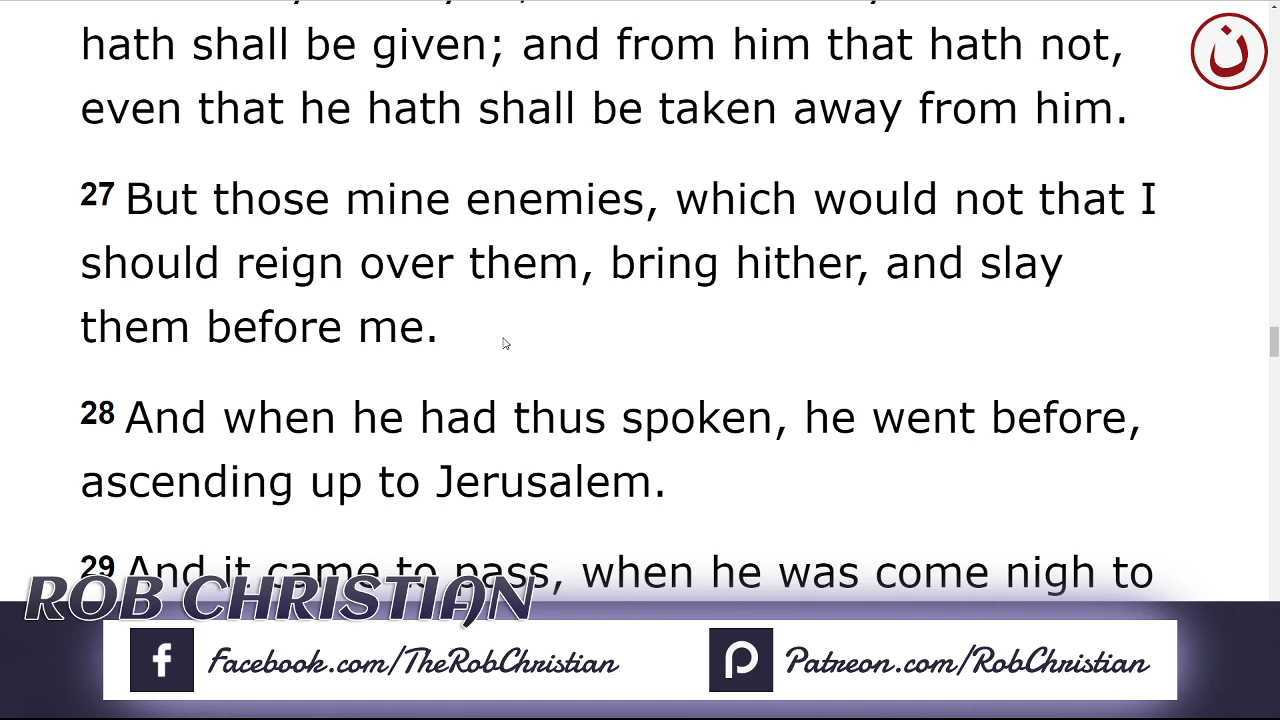 hath shall be given; and from him that hath not,
even that he hath shall be taken away from him.
27 But those mine enemies, which would not that I
should reign over them, bring hither, and slay
them before me.
28 And when he had thus spoken, he went before,
ascending up to Jerusalem.
29 And it came to pass, when he was come nigh to
ن
ROB CHRISTIAN
Facebook.com/TheRobChristian
Patreon.com/RobChristian